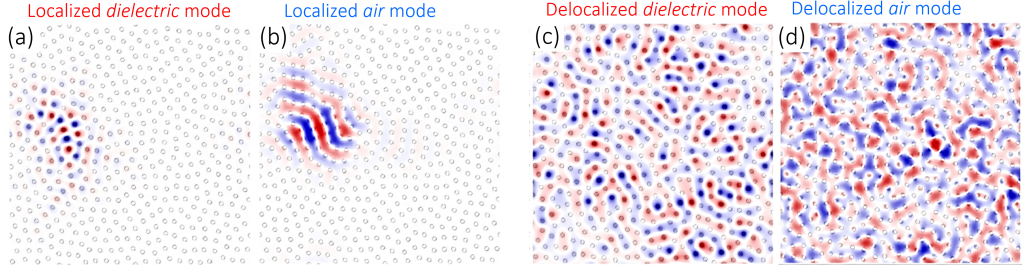 Localized dielectric mode
Localized air mode
Delocalized dielectric mode
Delocalized air mode
(a)
(b)
(c)
(d)